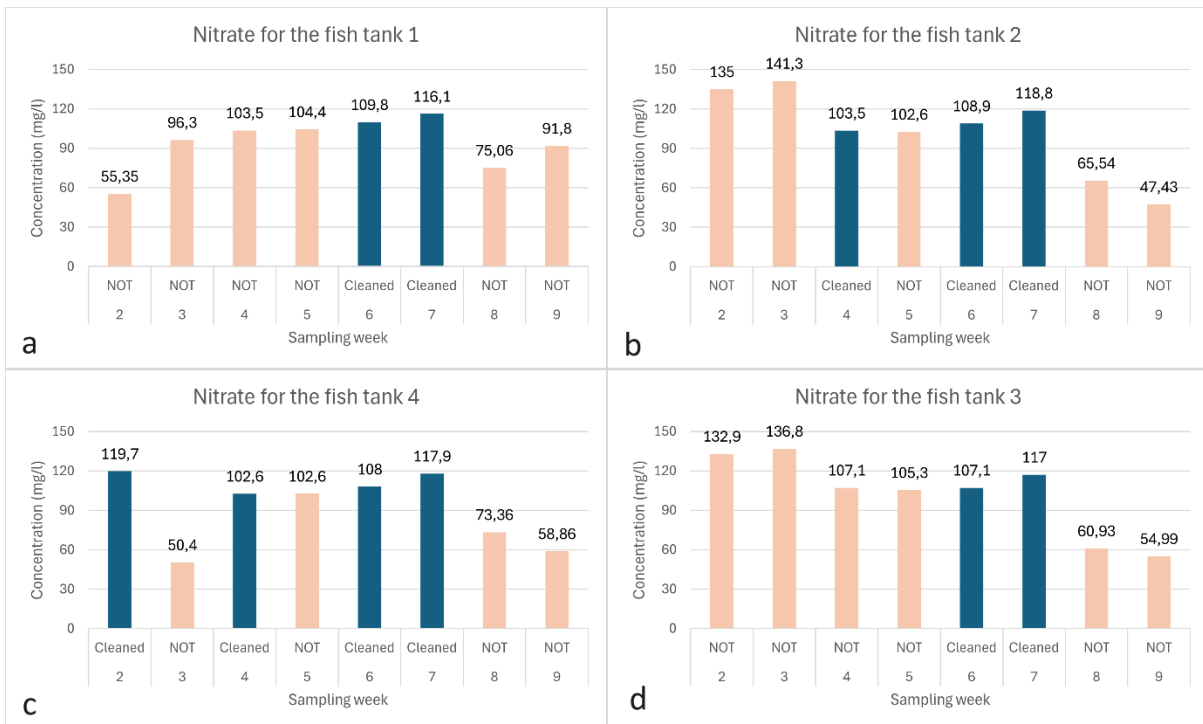 Nitrate for the fish tank 1
Concentration (mg/l)
150
120
90
60
30
0
55,35
96,3
103,5
104,4
109,8
116,1
75,06
91,8
NOT NOT NOT NOT Cleaned Cleaned NOT NOT
2 3 4 5 6 7 8 9
Sampling week
a
Nitrate for the fish tank 2
Concentration (mg/l)
150
120
90
60
30
0
135
141,3
103,5
102,6
108,9
118,8
65,54
47,43
NOT NOT Cleaned NOT Cleaned Cleaned NOT NOT
2 3 4 5 6 7 8 9
Sampling week
b
Nitrate for the fish tank 4
Concentration (mg/l)
150
120
90
60
30
0
119,7
50,4
102,6
102,6
108
117,9
73,36
58,86
Cleaned NOT Cleaned NOT Cleaned Cleaned NOT NOT
2 3 4 5 6 7 8 9
Sampling week
c
Nitrate for the fish tank 3
Concentration (mg/l)
150
120
90
60
30
0
132,9
136,8
107,1
105,3
107,1
117
60,93
54,99
NOT NOT NOT NOT Cleaned Cleaned NOT NOT
2 3 4 5 6 7 8 9
Sampling week
d